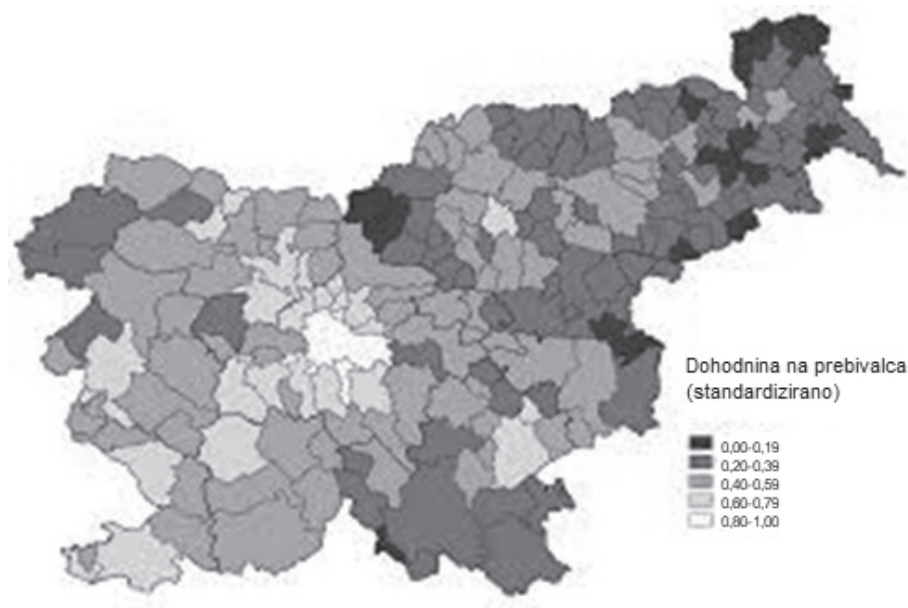 Dohodnina na prebivalca
(standardizirano)
0,00-0,19
0,20-0,39
0,40-0,59
0,60-0,79
0,80-1,00